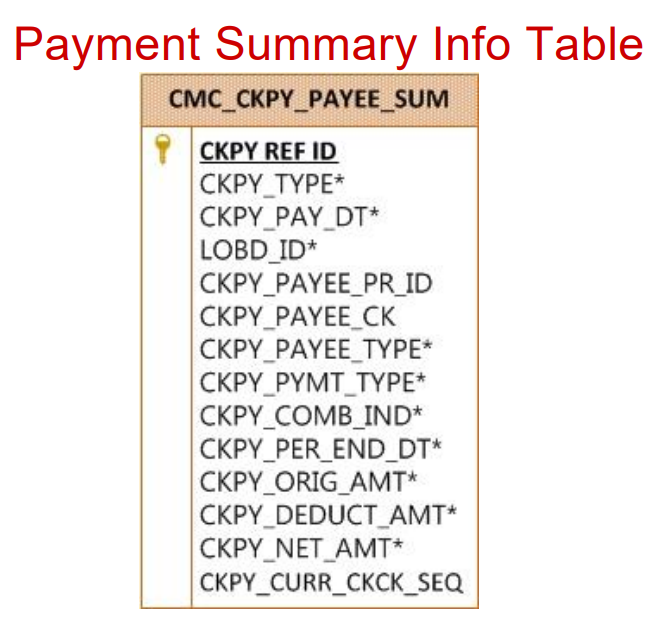 Payment Summary Info Table
CMC_CKPY_PAYEE_SUM
CKPY REF ID
CKPY_TYPE*
CKPY_PAY_DT*
LOBD_ID*
CKPY_PAYEE_PR_ID
CKPY_PAYEE_CK
CKPY_PAYEE_TYPE*
CKPY_PYMT_TYPE*
CKPY_COMB_IND*
CKPY_PER_END_DT*
CKPY_ORIG_AMT*
CKPY_DEDUCT_AMT*
CKPY_NET_AMT*
CKPY_CURR_CKCK_SEQ